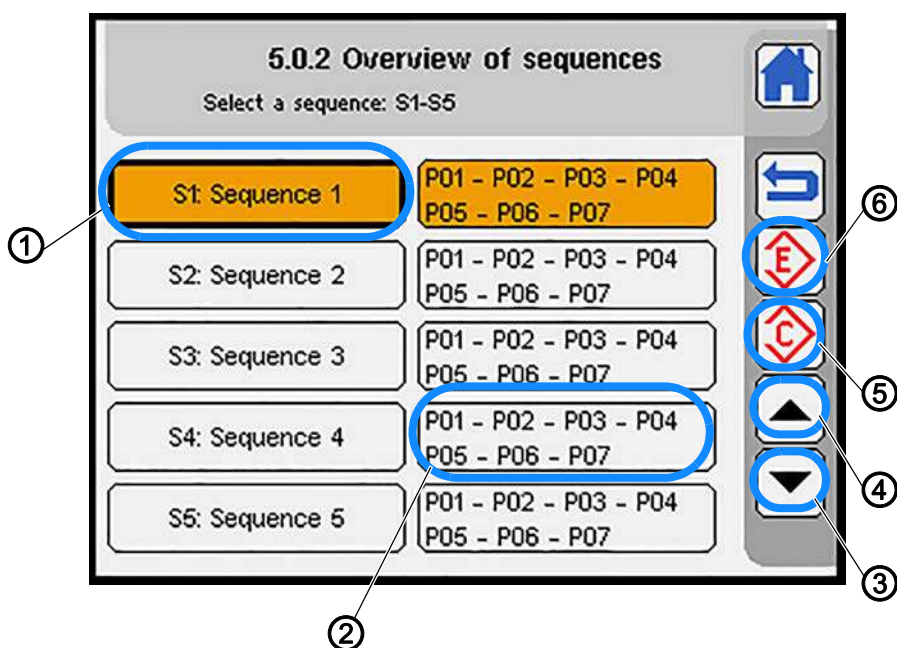 5.0.2 Overview of sequences
Select a sequence: S1-S5
S1: Sequence 1
P01 - P02 - P03 - P04
P05 - P06 - P07
S2: Sequence 2
P01 - P02 - P03 - P04
P05 - P06 - P07
S3: Sequence 3
P01 - P02 - P03 - P04
P05 - P06 - P07
S4: Sequence 4
P01 - P02 - P03 - P04
P05 - P06 - P07
S5: Sequence 5
P01 - P02 - P03 - P04
P05 - P06 - P07
E
C
①
②
③
④
⑤
⑥